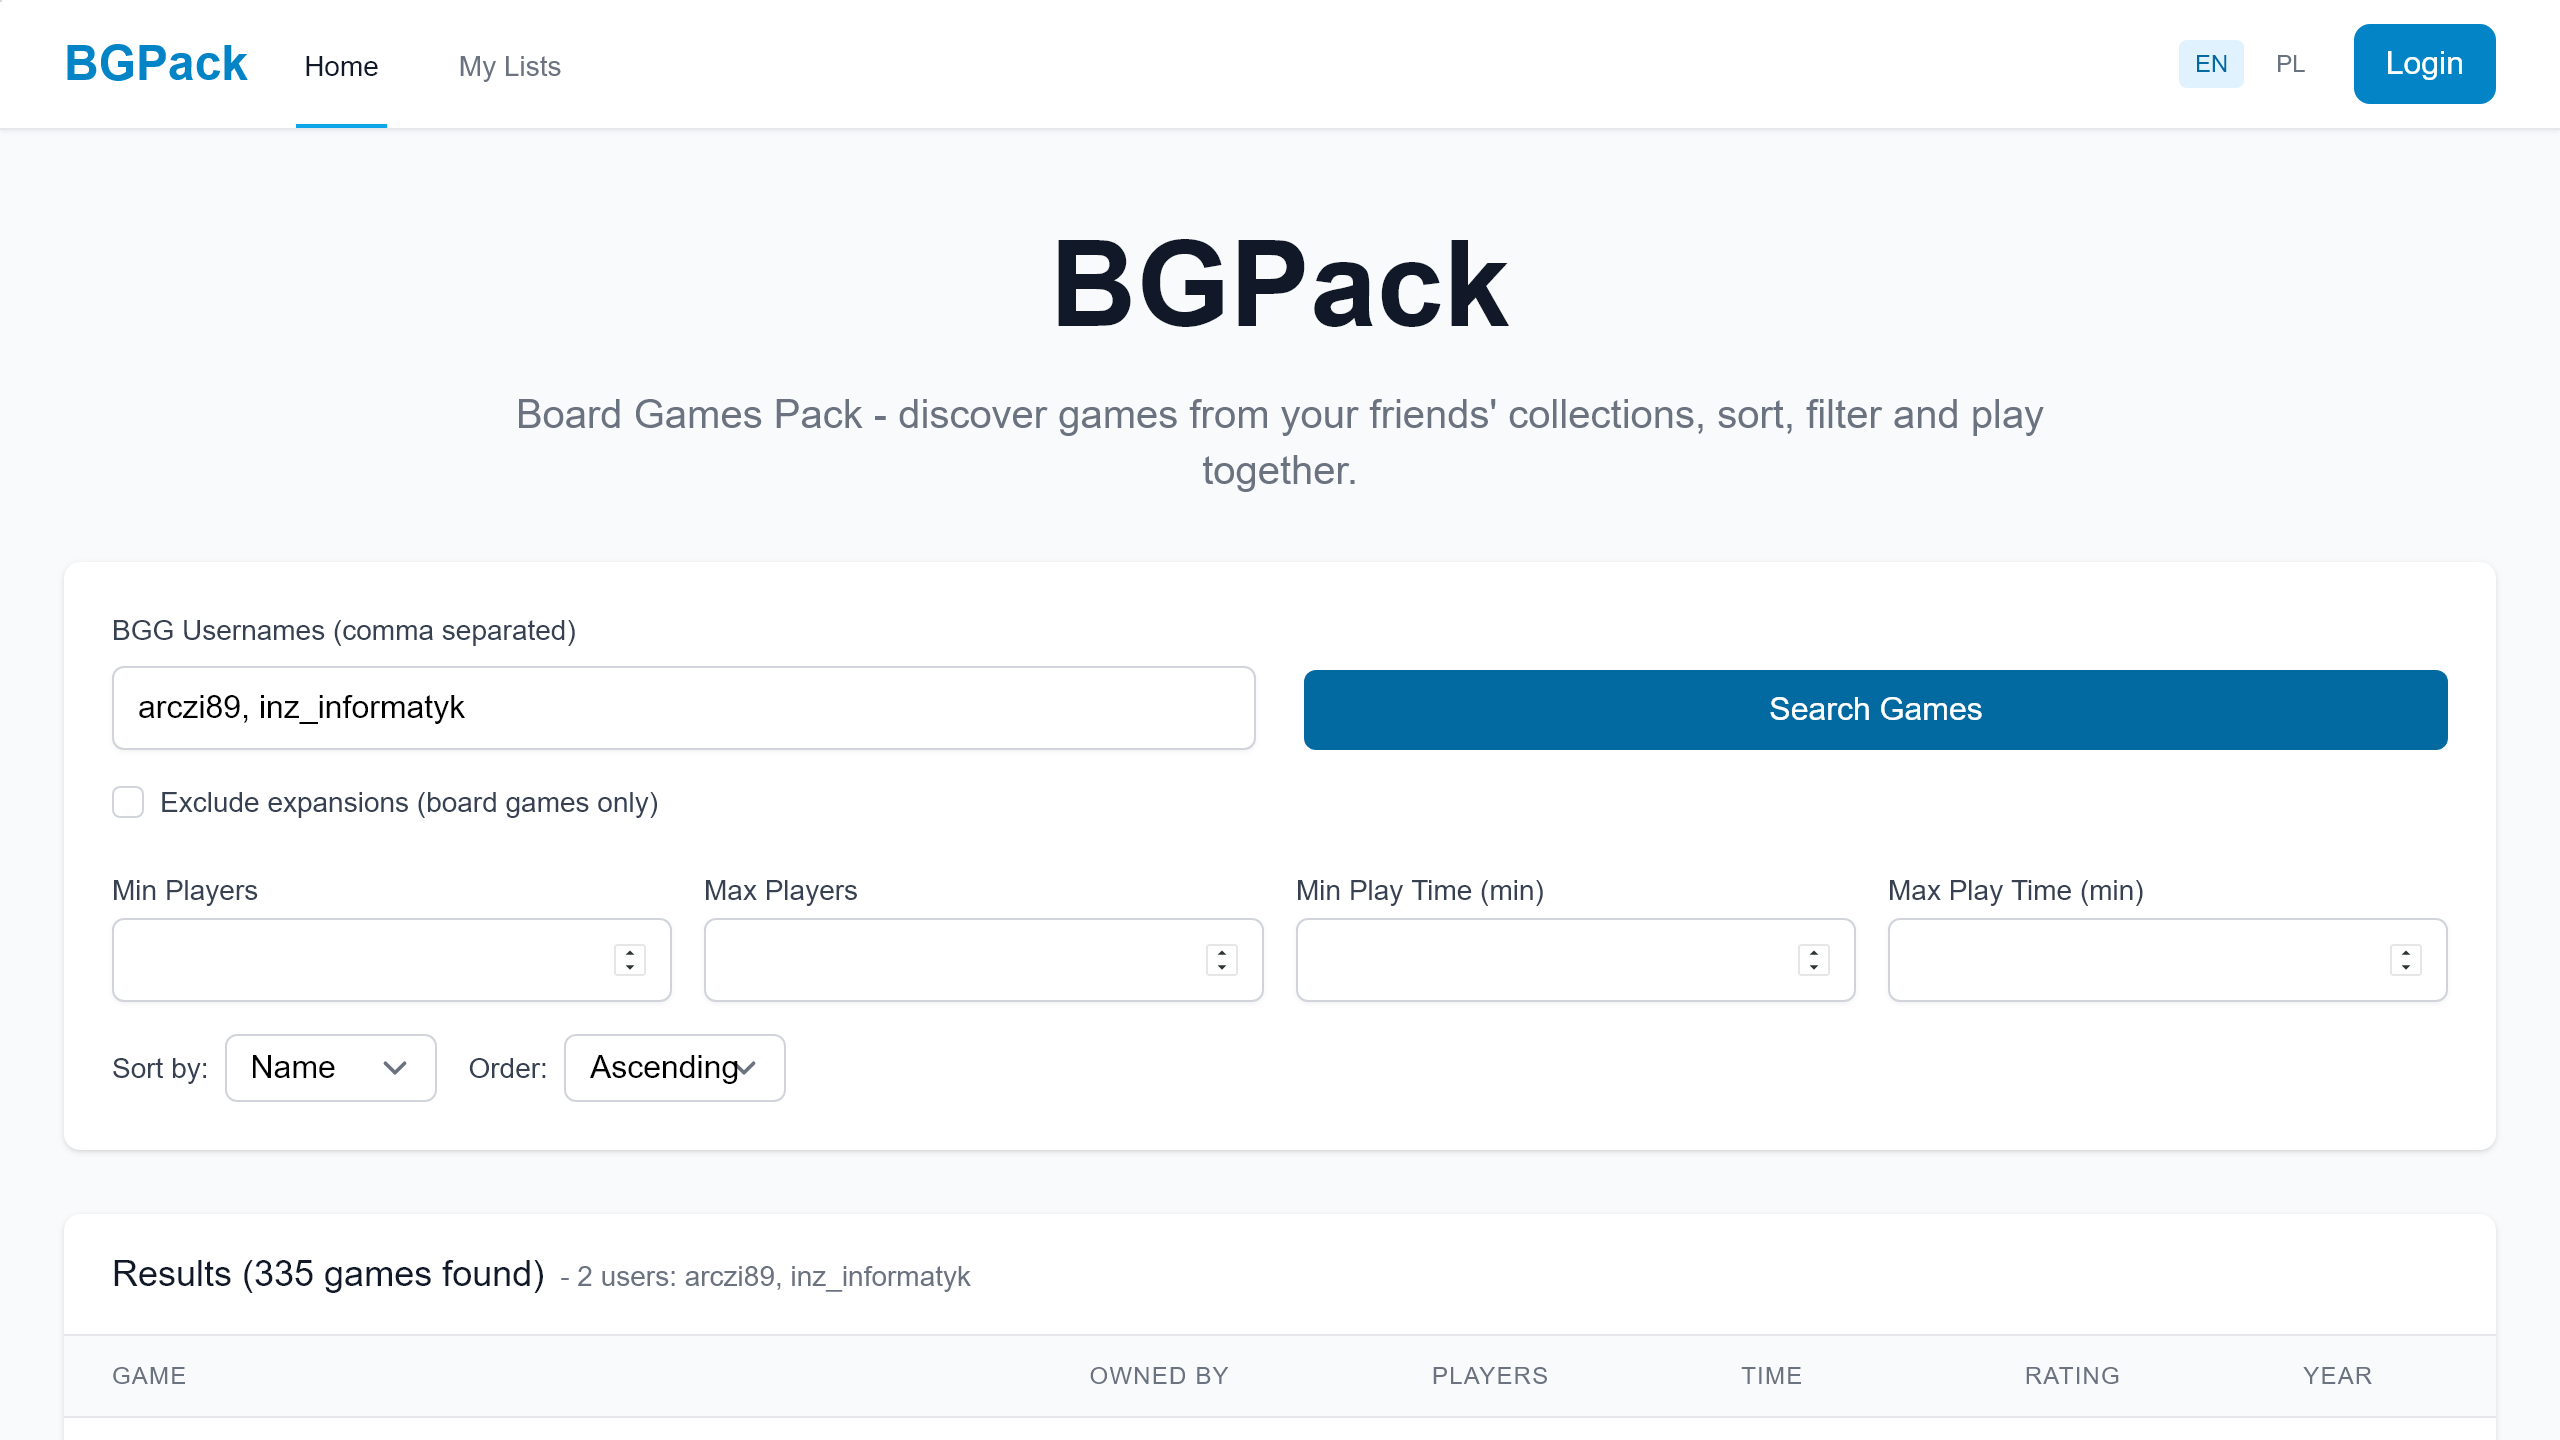 BGPack Home My Lists EN PL Login
BGPack
Board Games Pack - discover games from your friends' collections, sort, filter and play
together.
BGG Usernames (comma separated)
arczi89, inz_informatyk Search Games
Exclude expansions (board games only)
Min Players Max Players Min Play Time (min) Max Play Time (min)
Sort by: Name Order: Ascending
Results (335 games found) - 2 users: arczi89, inz_informatyk
GAME OWNED BY PLAYERS TIME RATING YEAR